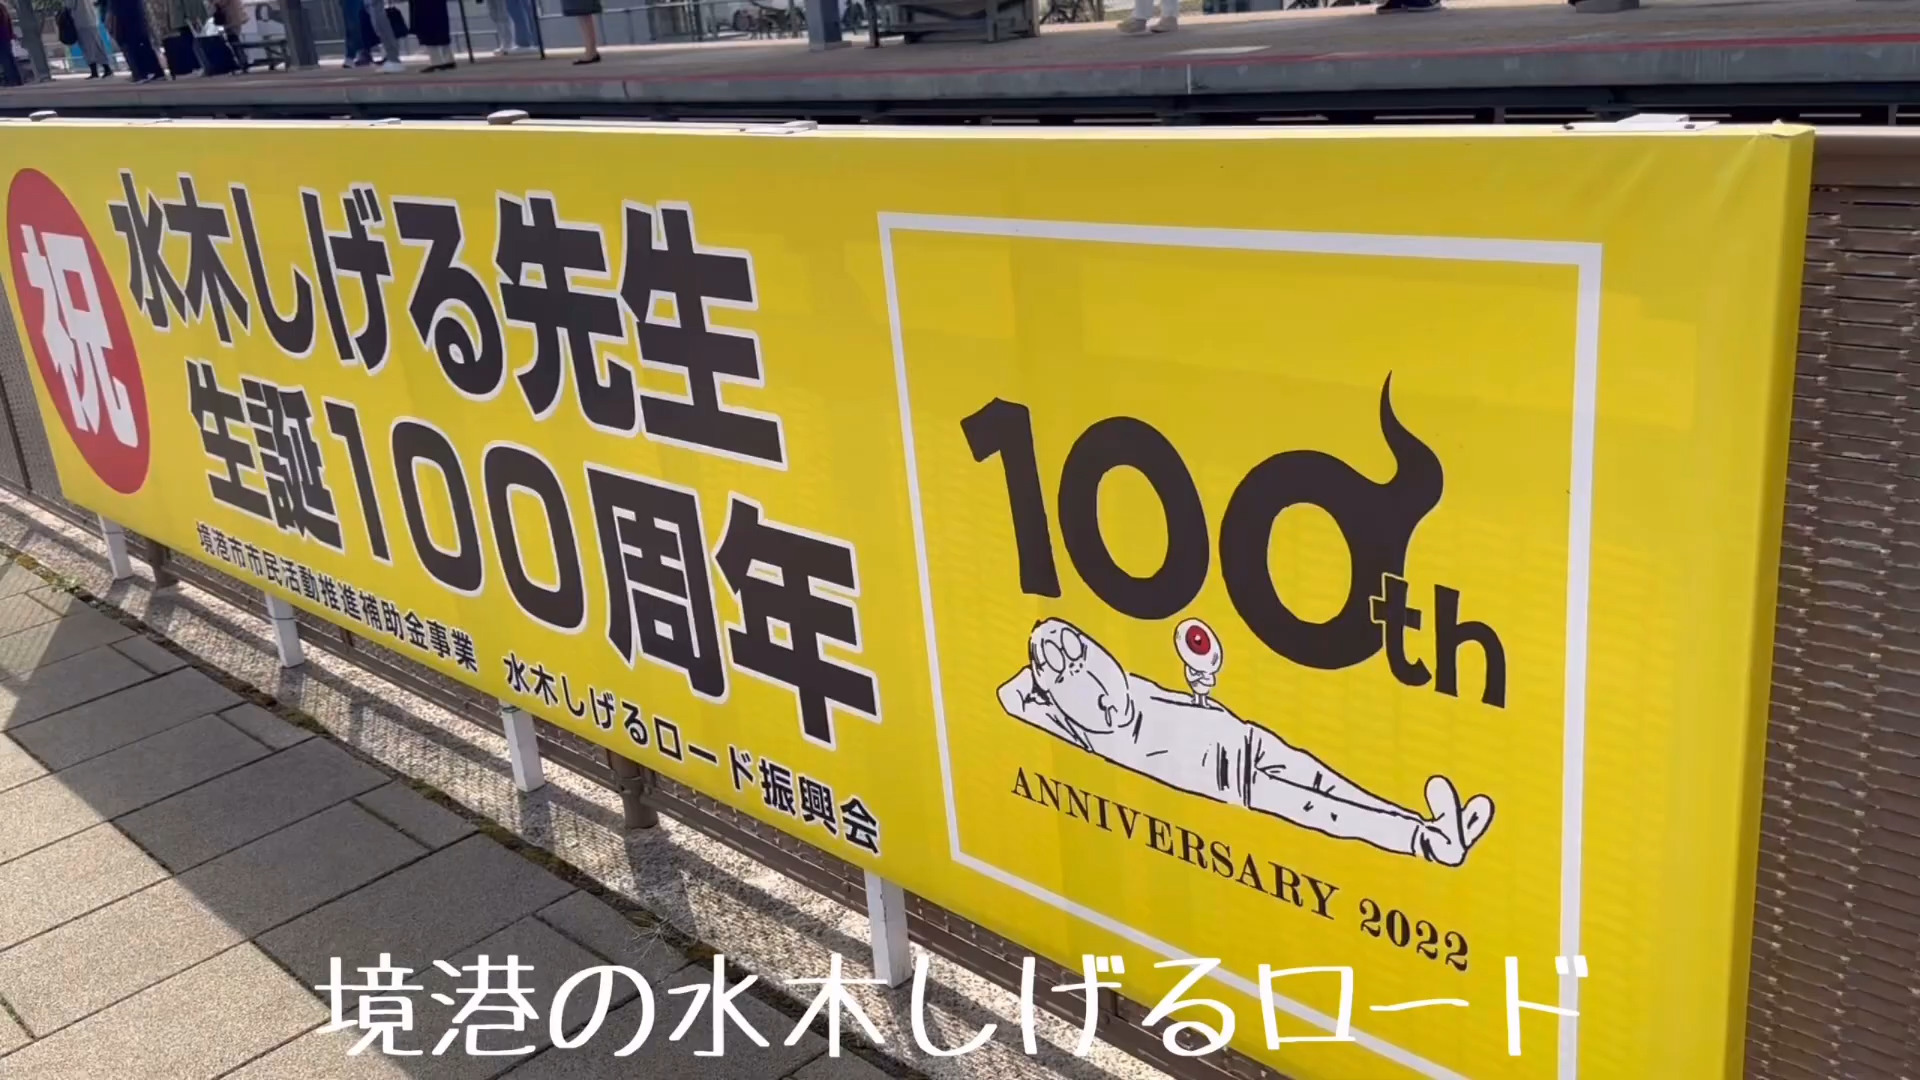 祝
水木しげる先生
生誕100周年
境港市市民活動推進補助金事業 水木しげるロード振興会
100th
ANNIVERSARY 2022
境港の水木しげるロード